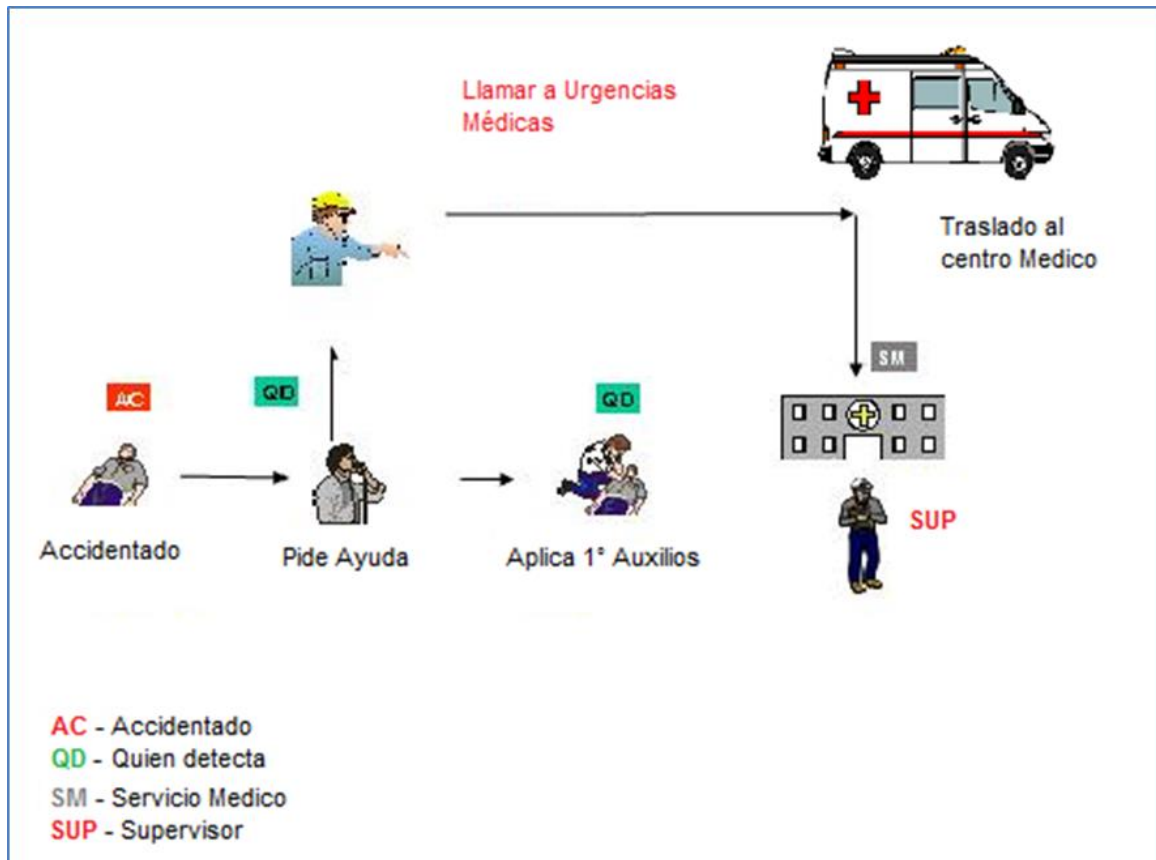 Llamar a Urgencias
Médicas
Traslado al
centro Medico
SM
AC
QD
QD
SUP
Accidentado
Pide Ayuda
Aplica 1° Auxilios
AC - Accidentado
QD - Quien detecta
SM - Servicio Medico
SUP - Supervisor